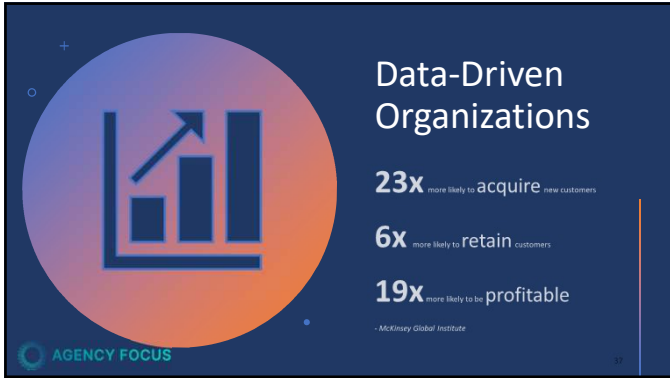 Data-Driven
Organizations
23x more likely to acquire new customers
6x more likely to retain customers
19x more likely to be profitable
- McKinsey Global Institute
AGENCY FOCUS